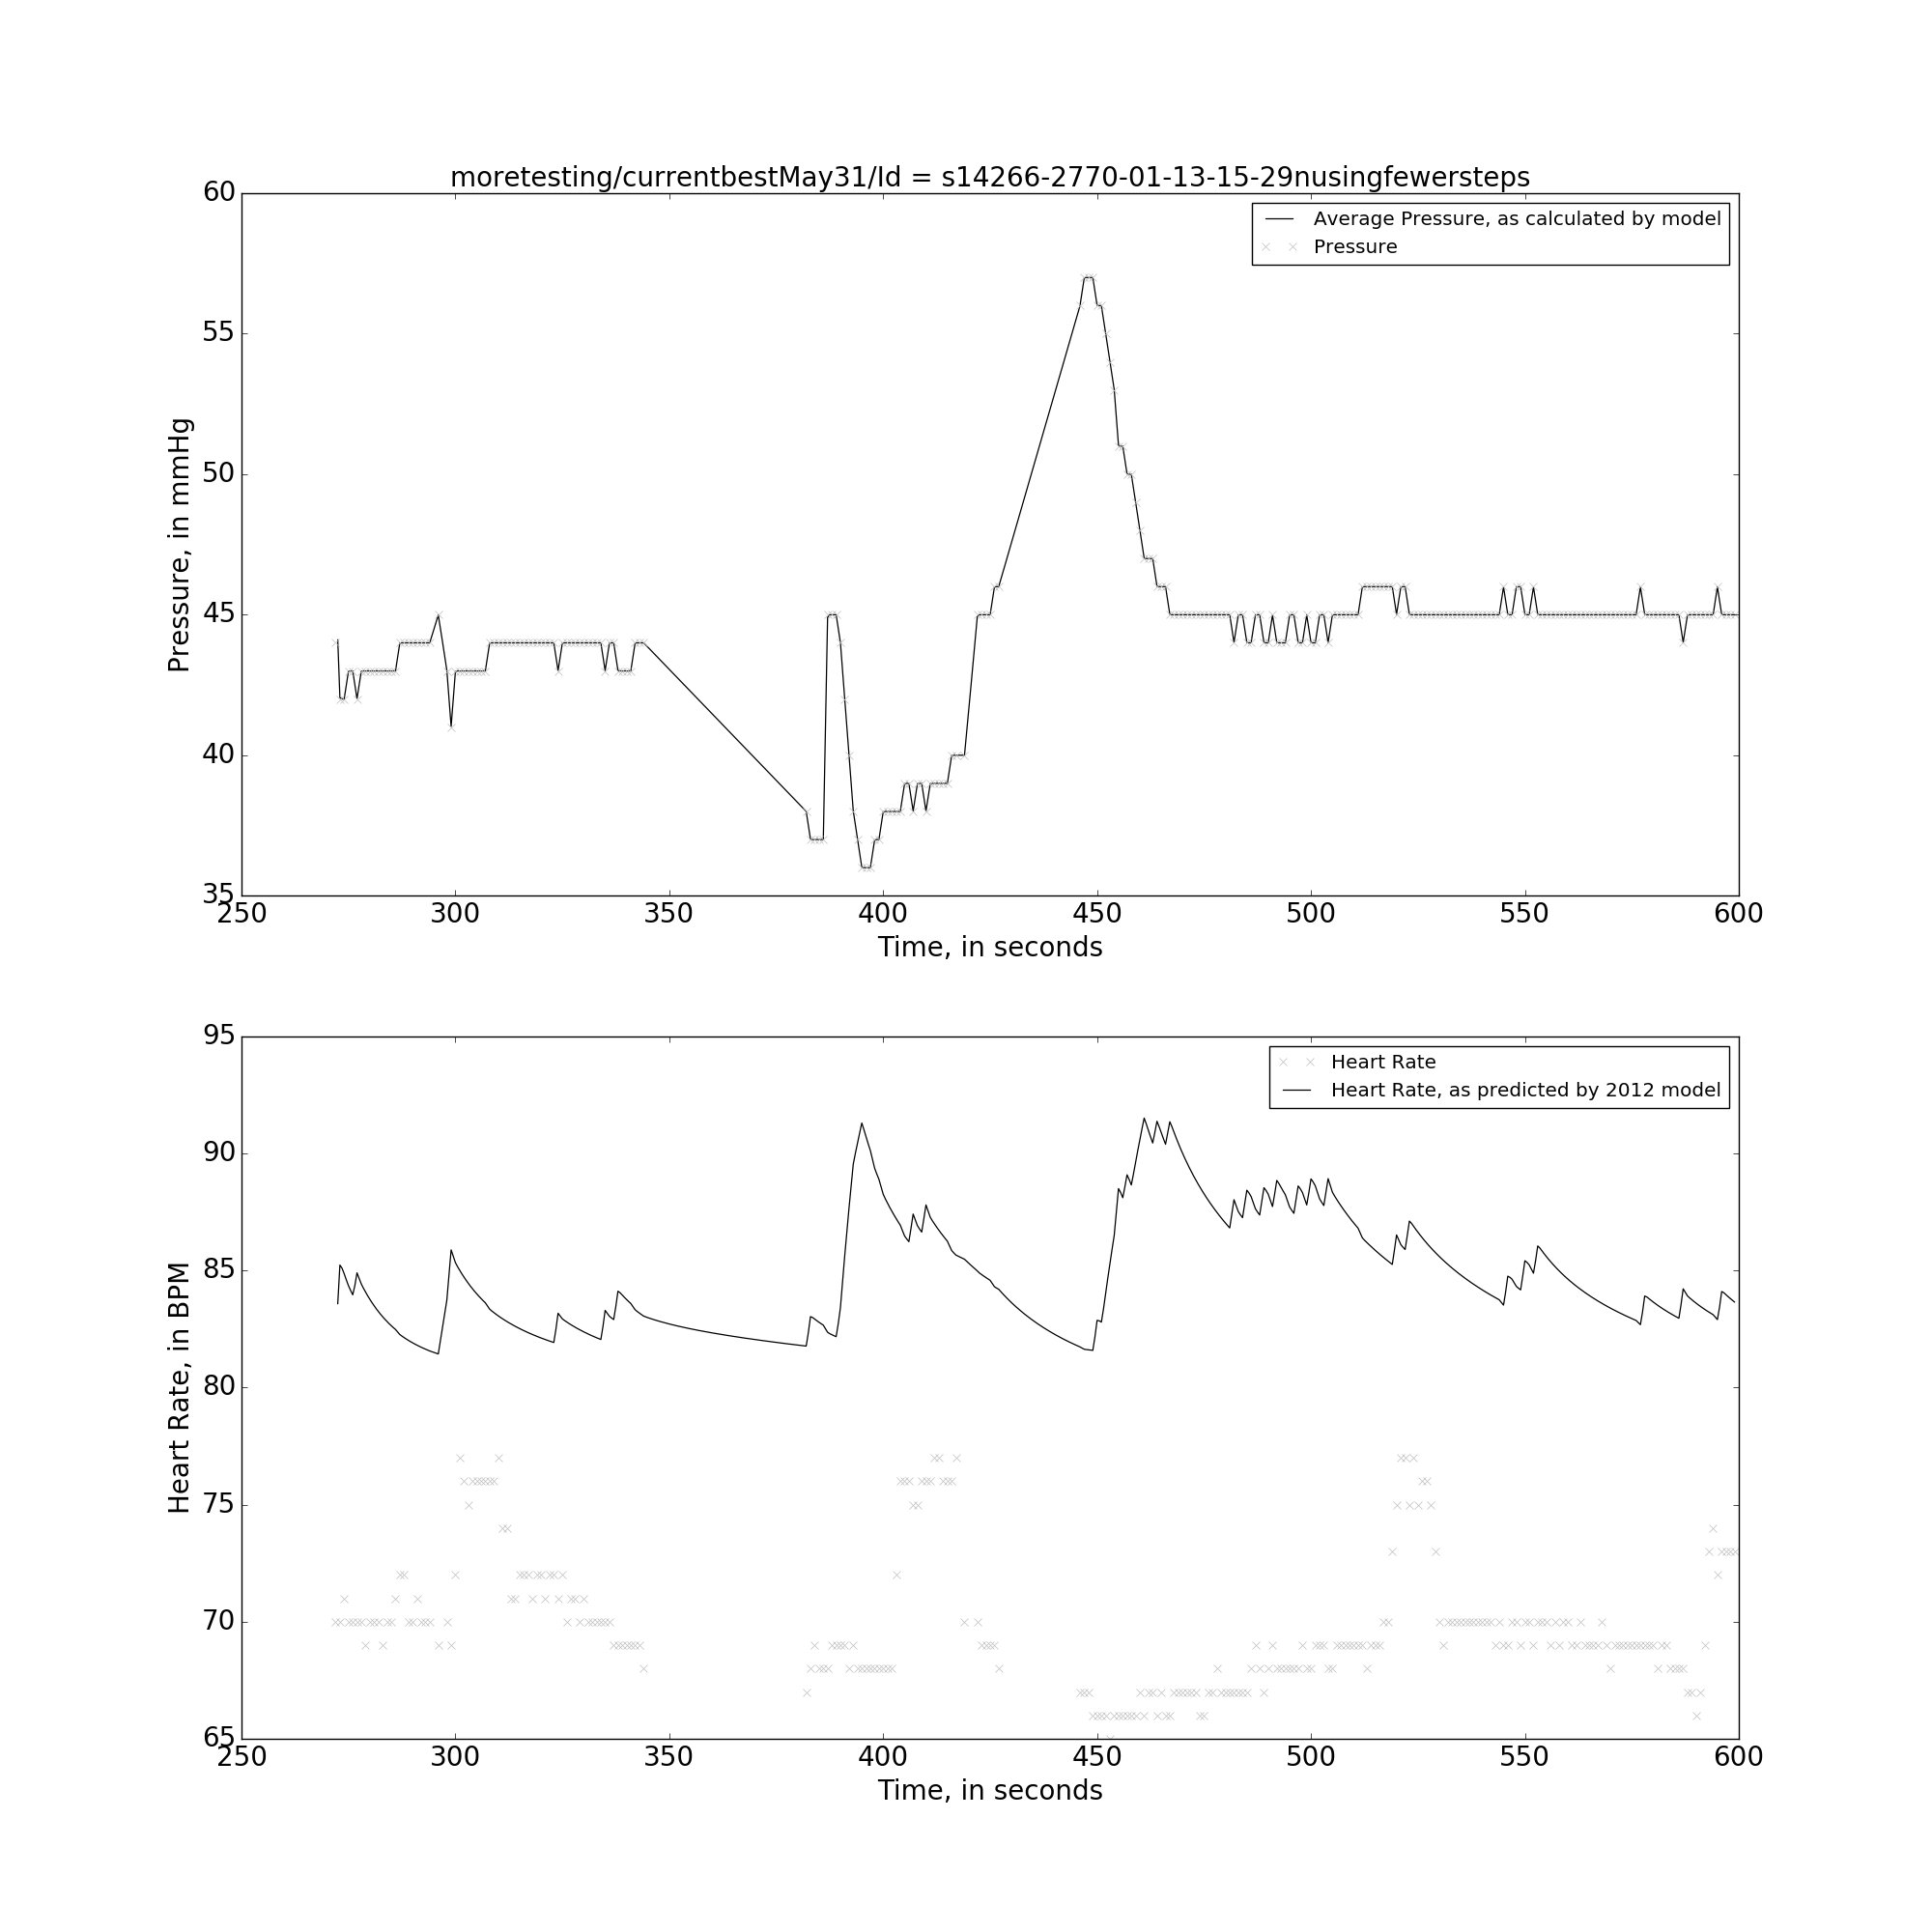 moretesting/currentbestMay31/Id = s14266-2770-01-13-15-29nusingfewersteps
60
55
50
45
40
35
Pressure, in mmHg
Average Pressure, as calculated by model
Pressure
250 300 350 400 450 500 550 600
Time, in seconds
95
90
85
80
75
70
65
Heart Rate, in BPM
Heart Rate
Heart Rate, as predicted by 2012 model
250 300 350 400 450 500 550 600
Time, in seconds